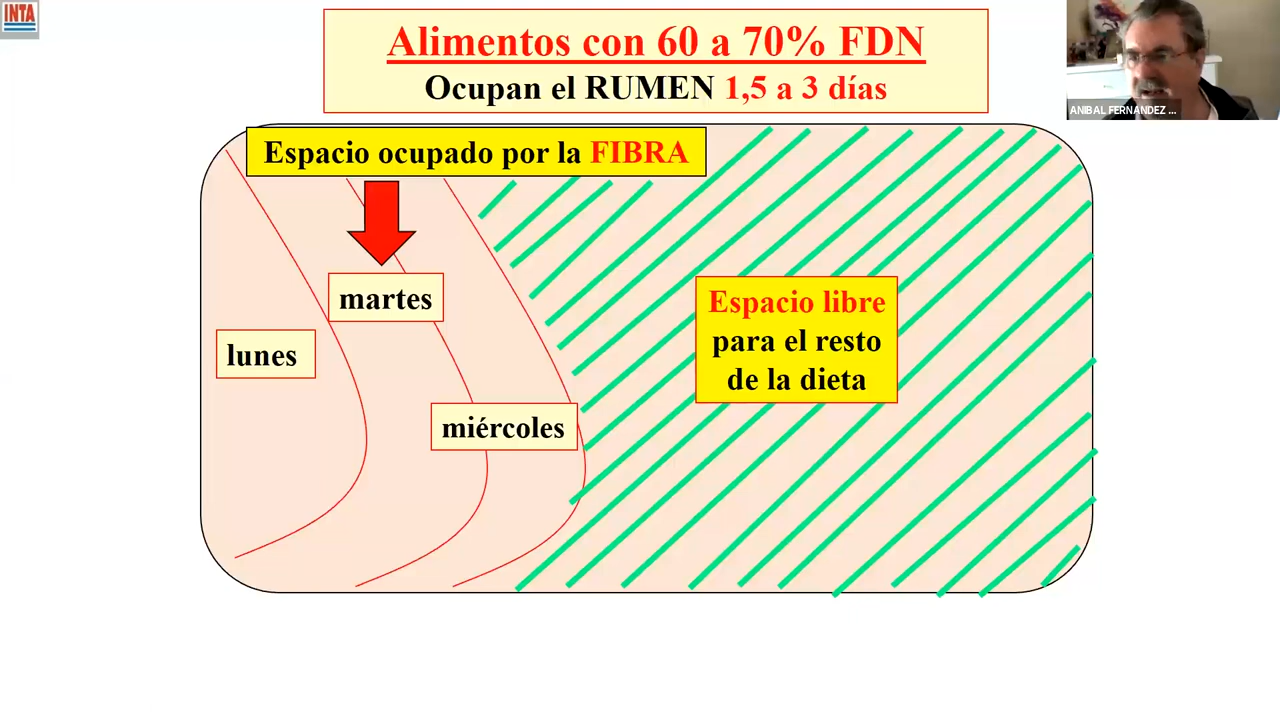 INTA
Alimentos con 60 a 70% FDN
Ocupan el RUMEN 1,5 a 3 días
ANIBAL FERNANDEZ ...
Espacio ocupado por la FIBRA
martes
lunes
miércoles
Espacio libre
para el resto
de la dieta